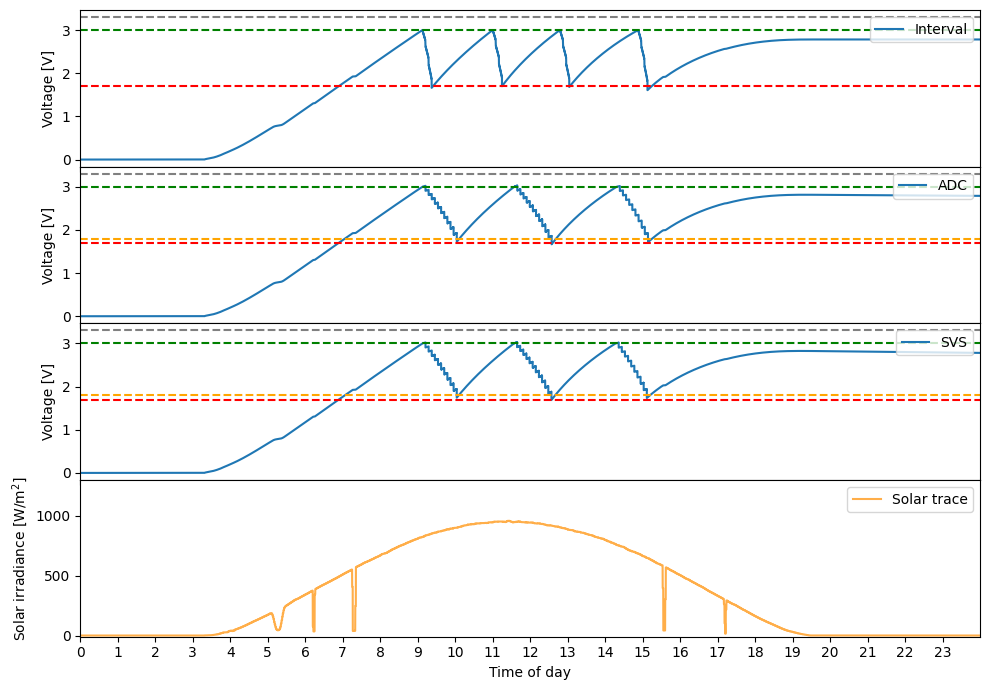 Voltage [V]
3
2
1
0
Interval
Voltage [V]
3
2
1
0
ADC
Voltage [V]
3
2
1
0
SVS
Solar irradiance [W/m²]
1000
500
0
Solar trace
0 1 2 3 4 5 6 7 8 9 10 11 12 13 14 15 16 17 18 19 20 21 22 23
Time of day